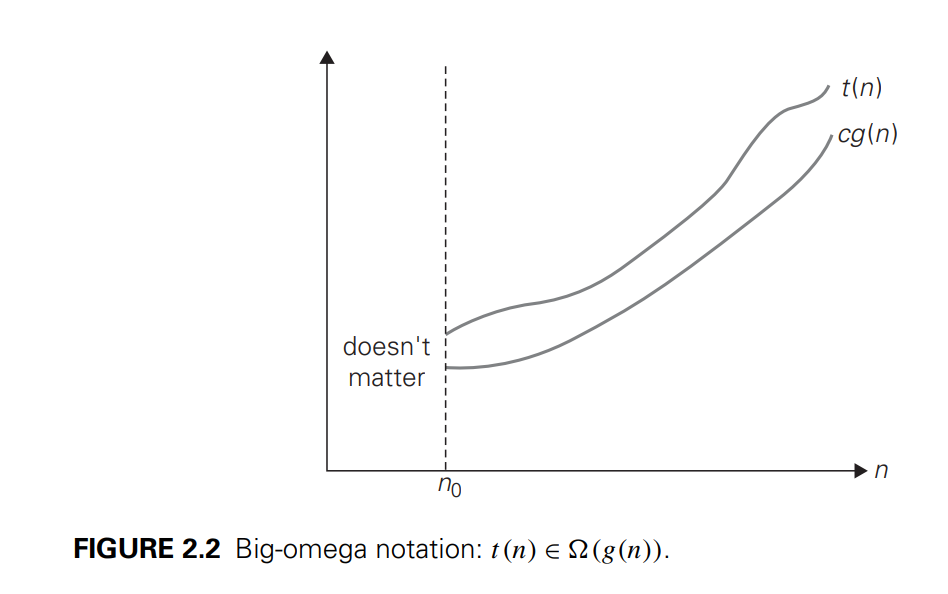 t(n)
cg(n)
doesn't
matter
n
n₀
FIGURE 2.2 Big-omega notation: t(n) ∈ Ω(g(n)).